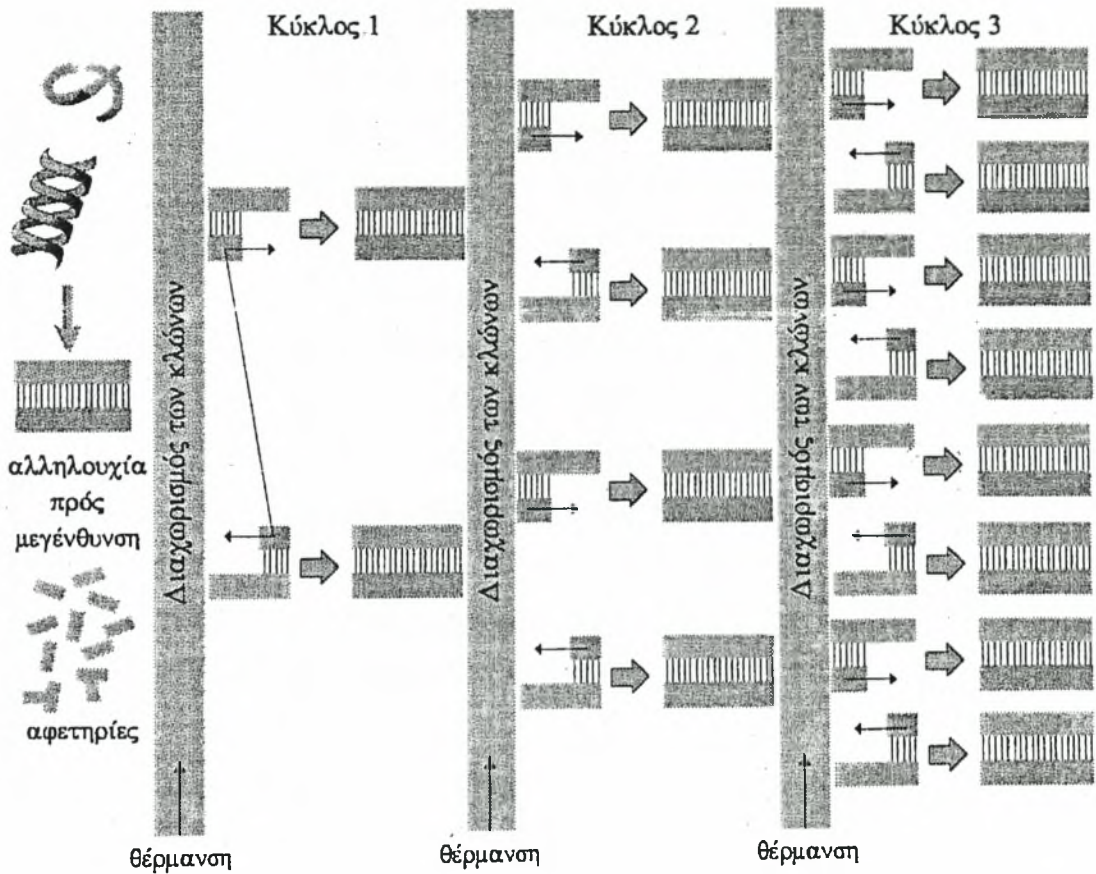 Κύκλος 1
Κύκλος 2
Κύκλος 3
Διαχωρισμός των κλώνων
Διαχωρισμός των κλώνων
Διαχωρισμός των κλώνων
αλληλουχία
πρός
μεγένθυνση
αφετηρίες
θέρμανση
θέρμανση
θέρμανση